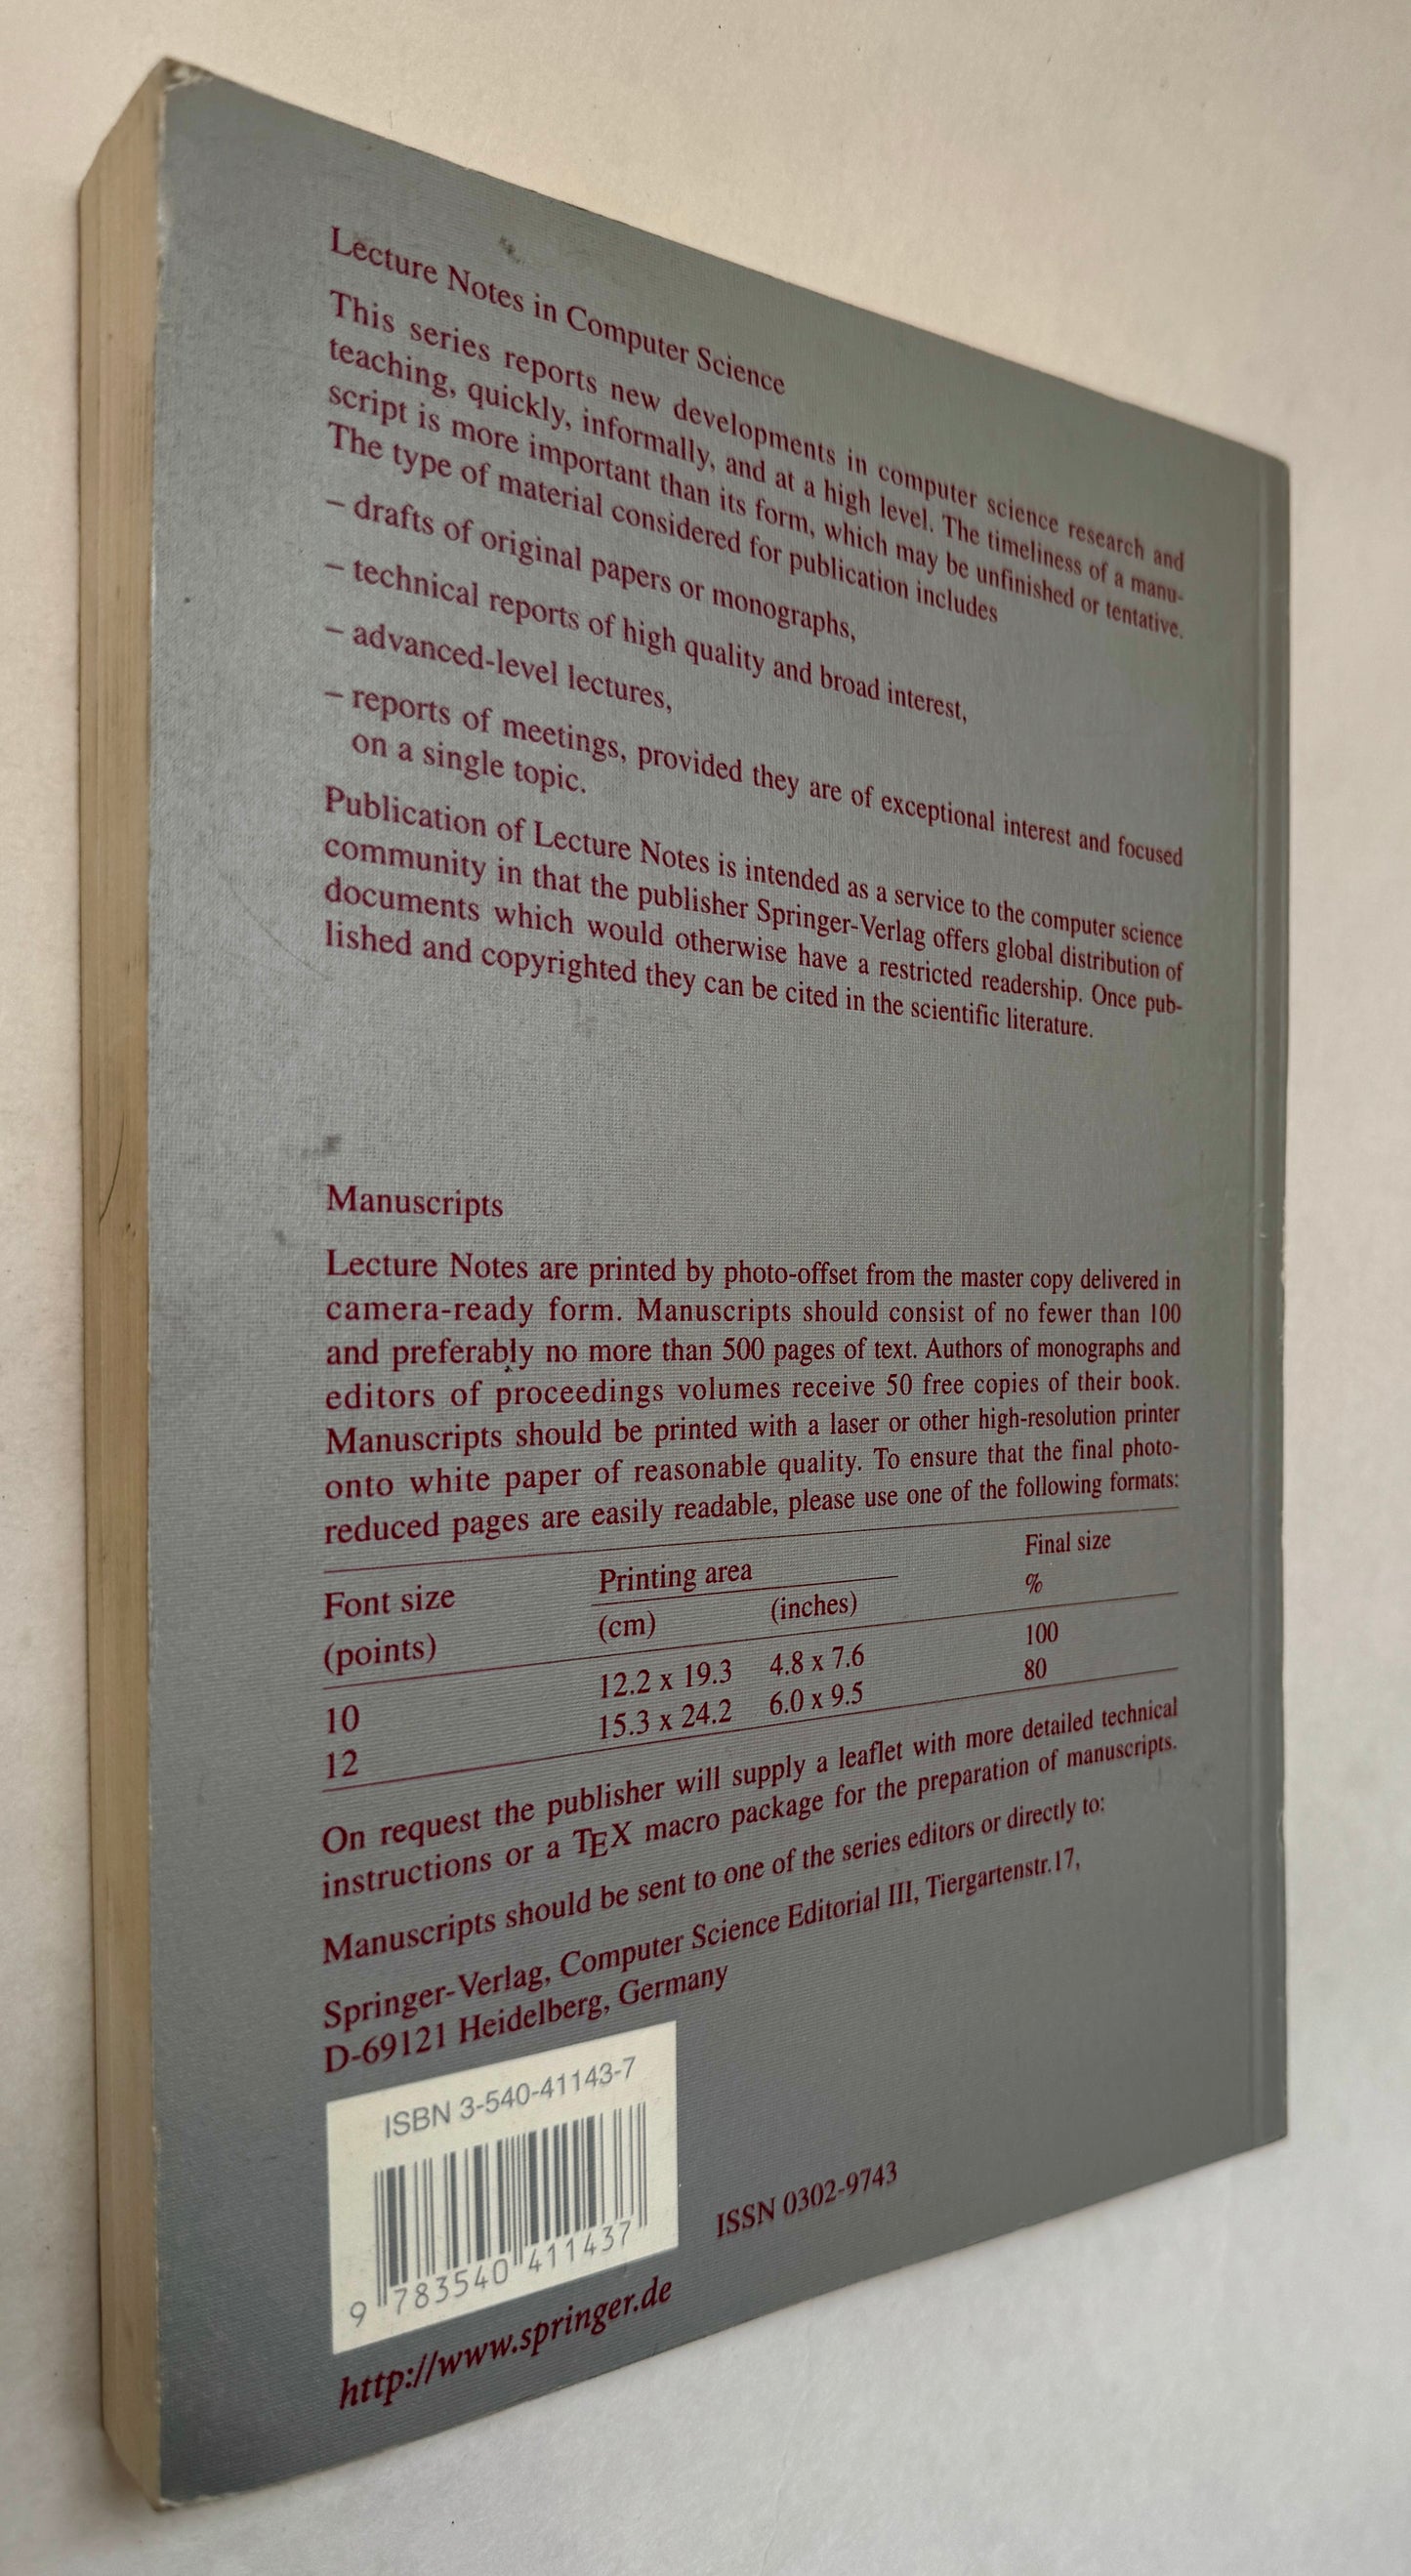 Lecture Notes in Computer Science
This series reports new developments in computer science research and
teaching, quickly, informally, and at a high level. The timeliness of a manu-
script is more important than its form, which may be unfinished or tentative.
The type of material considered for publication includes
– drafts of original papers or monographs,
– technical reports of high quality and broad interest,
– advanced-level lectures,
– reports of meetings, provided they are of exceptional interest and focused
on a single topic.
Publication of Lecture Notes is intended as a service to the computer science
community in that the publisher Springer-Verlag offers global distribution of
documents which would otherwise have a restricted readership. Once pub-
lished and copyrighted they can be cited in the scientific literature.
Manuscripts
Lecture Notes are printed by photo-offset from the master copy delivered in
camera-ready form. Manuscripts should consist of no fewer than 100
and preferably no more than 500 pages of text. Authors of monographs and
editors of proceedings volumes receive 50 free copies of their book.
Manuscripts should be printed with a laser or other high-resolution printer
onto white paper of reasonable quality. To ensure that the final photo-
reduced pages are easily readable, please use one of the following formats:
Font size Printing area Final size
(points) (cm) (inches) %
10 12.2 x 19.3 4.8 x 7.6 100
12 15.3 x 24.2 6.0 x 9.5 80
On request the publisher will supply a leaflet with more detailed technical
instructions or a TEX macro package for the preparation of manuscripts.
Manuscripts should be sent to one of the series editors or directly to:
Springer-Verlag, Computer Science Editorial III, Tiergartenstr.17,
D-69121 Heidelberg, Germany
ISBN 3-540-41143-7
9 783540 411437
ISSN 0302-9743
http://www.springer.de